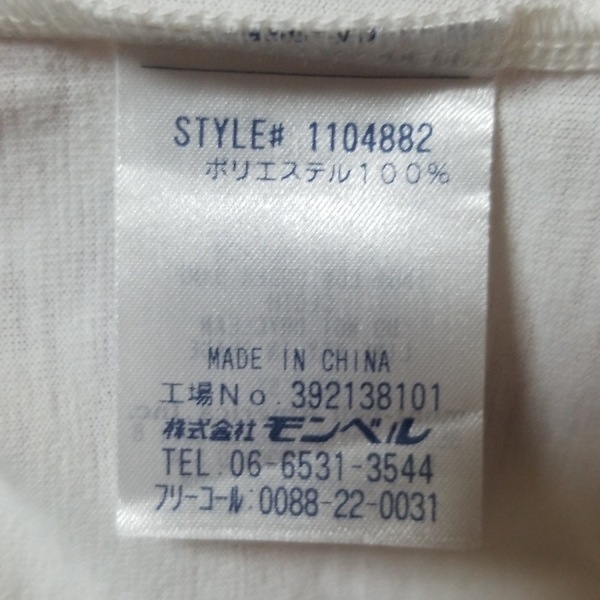 STYLE# 1104882
ポリエステル100%
MADE IN CHINA
工場No.392138101
株式会社 モンベル
TEL.06-6531-3544
フリーコール:0088-22-0031